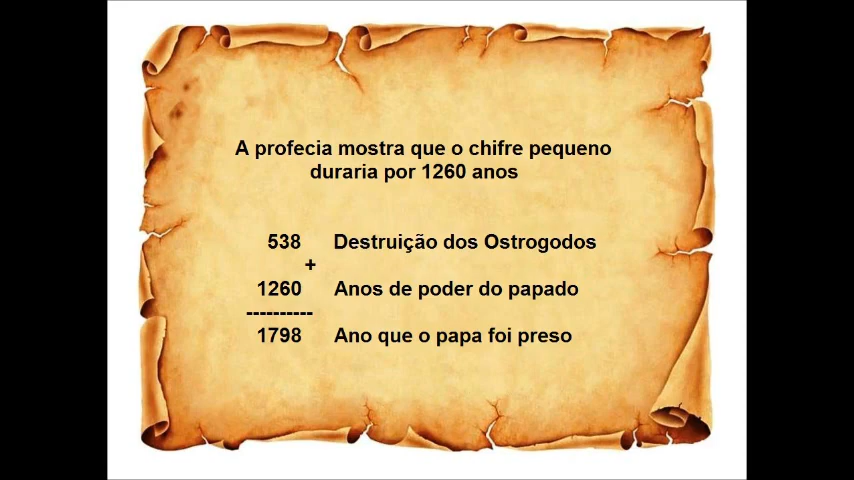 A profecia mostra que o chifre pequeno
duraria por 1260 anos
538 Destruição dos Ostrogodos
+
1260 Anos de poder do papado
----------
1798 Ano que o papa foi preso